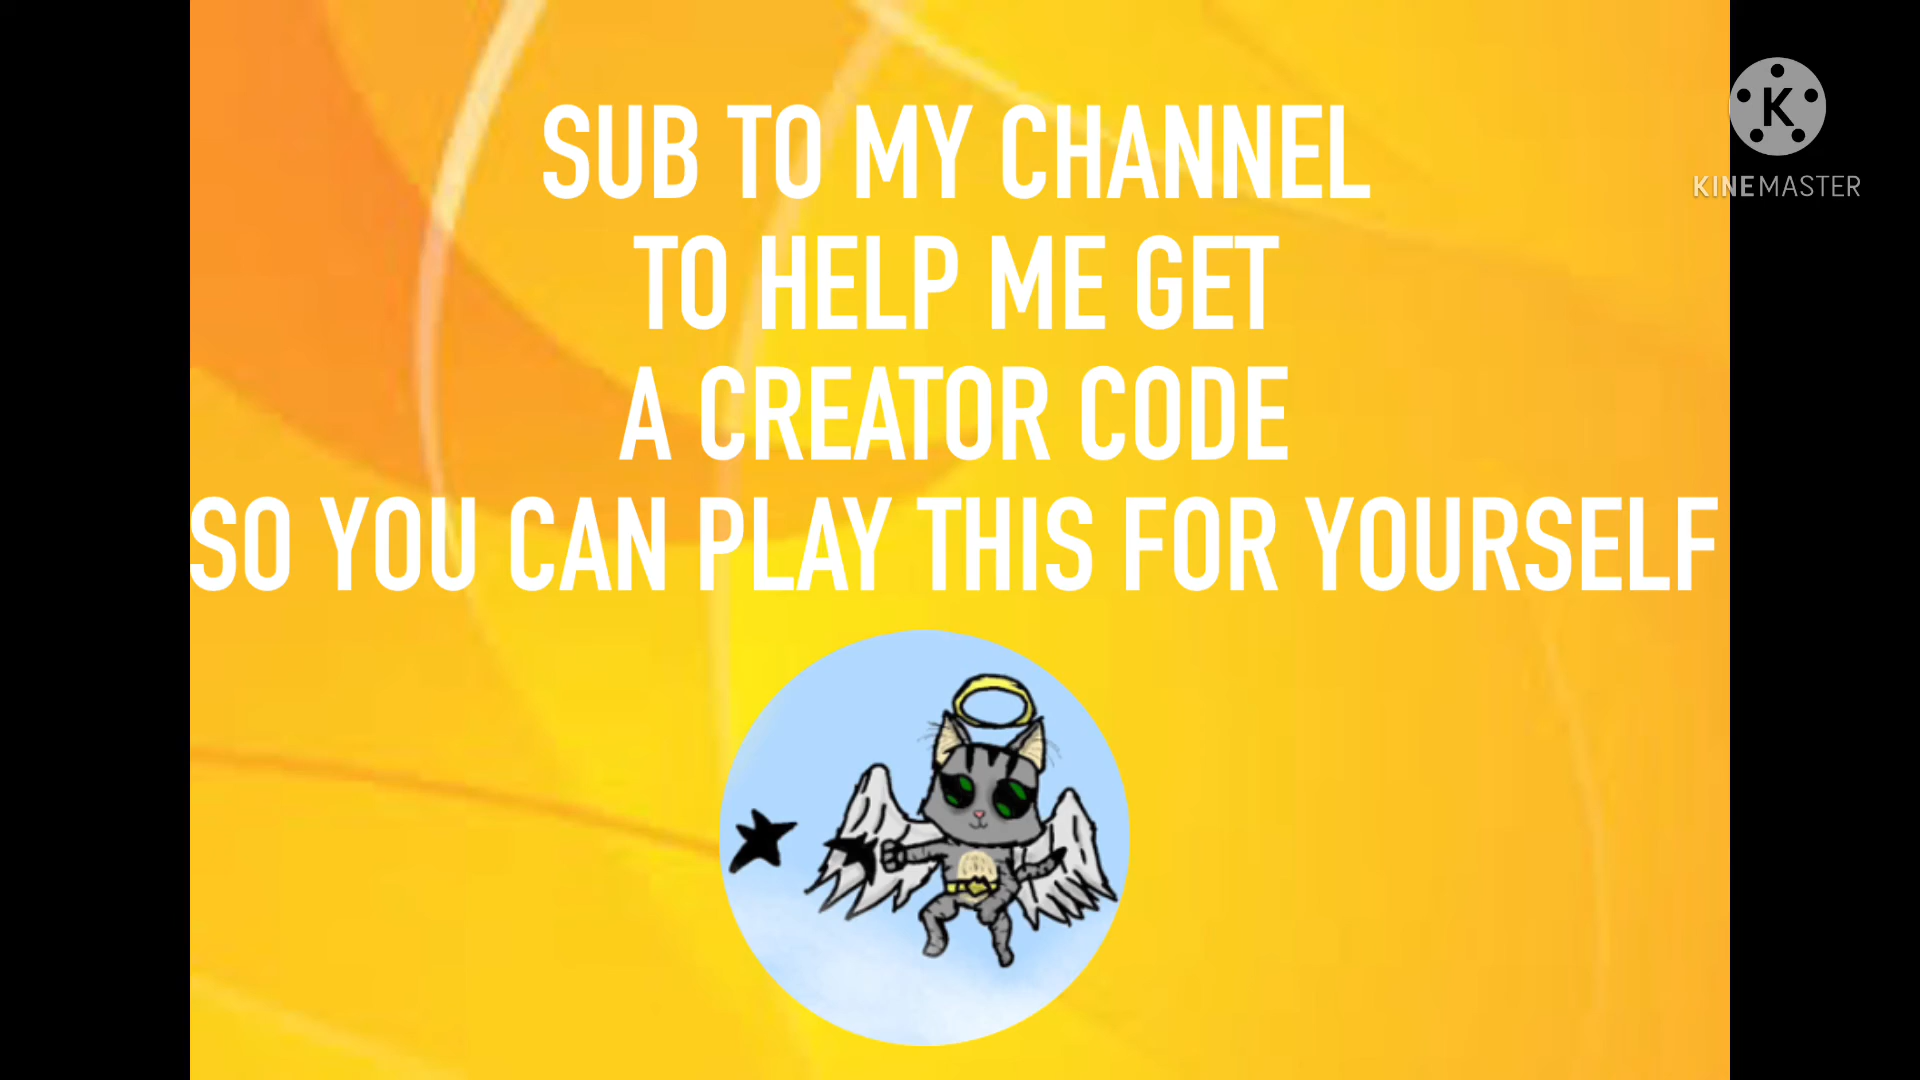 SUB TO MY CHANNEL
TO HELP ME GET
A CREATOR CODE
SO YOU CAN PLAY THIS FOR YOURSELF
K
KINEMASTER